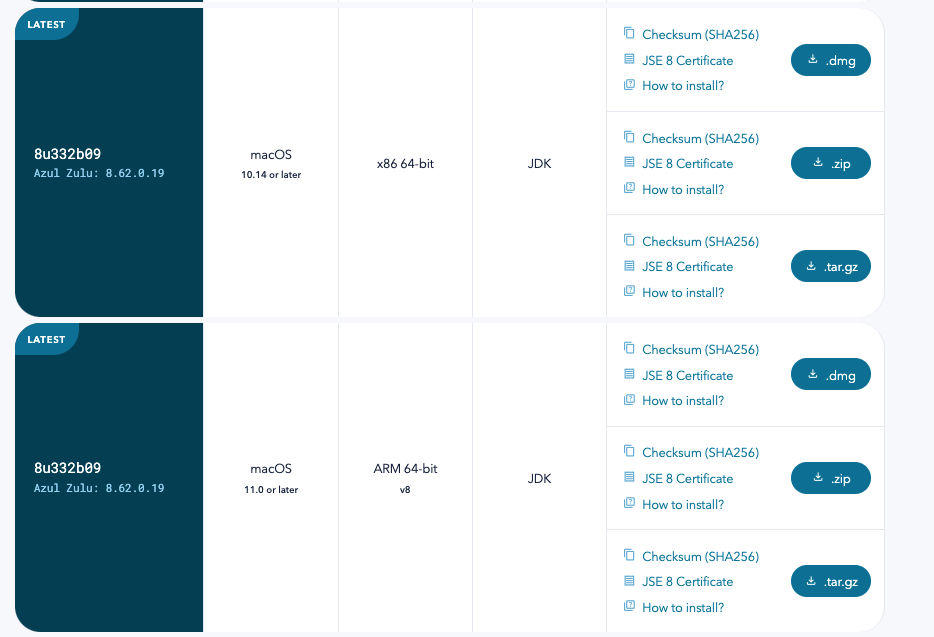 LATEST
8u332b09
Azul Zulu: 8.62.0.19
macOS
10.14 or later
x86 64-bit
JDK
Checksum (SHA256)
JSE 8 Certificate
How to install?
.dmg
Checksum (SHA256)
JSE 8 Certificate
How to install?
.zip
Checksum (SHA256)
JSE 8 Certificate
How to install?
.tar.gz
LATEST
8u332b09
Azul Zulu: 8.62.0.19
macOS
11.0 or later
ARM 64-bit
v8
JDK
Checksum (SHA256)
JSE 8 Certificate
How to install?
.dmg
Checksum (SHA256)
JSE 8 Certificate
How to install?
.zip
Checksum (SHA256)
JSE 8 Certificate
How to install?
.tar.gz